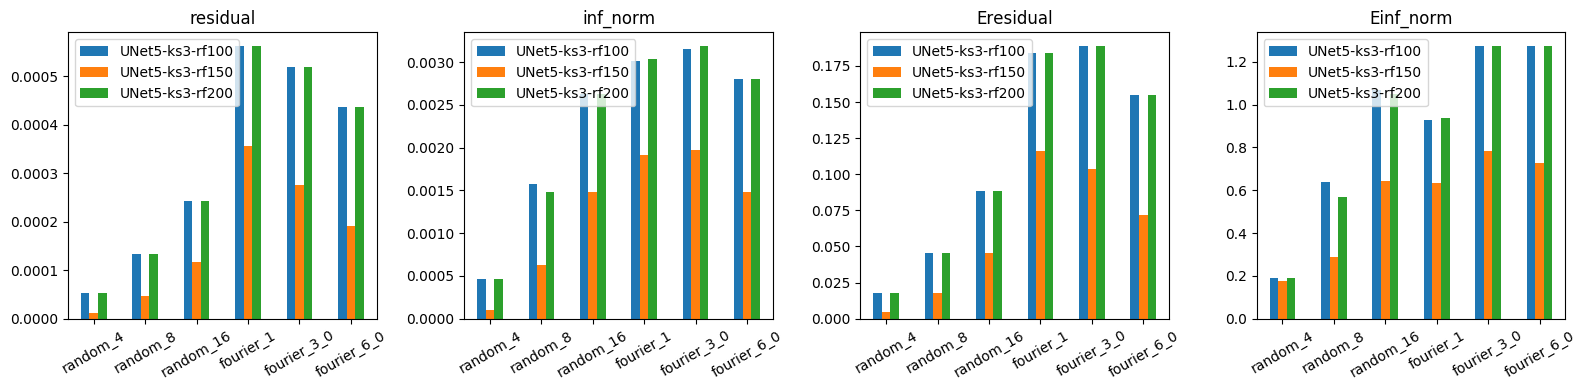 residual
UNet5-ks3-rf100
UNet5-ks3-rf150
UNet5-ks3-rf200
0.0005
0.0004
0.0003
0.0002
0.0001
0.0000
random_4
random_8
random_16
fourier_1
fourier_3_0
fourier_6_0
inf_norm
UNet5-ks3-rf100
UNet5-ks3-rf150
UNet5-ks3-rf200
0.0030
0.0025
0.0020
0.0015
0.0010
0.0005
0.0000
random_4
random_8
random_16
fourier_1
fourier_3_0
fourier_6_0
Eresidual
UNet5-ks3-rf100
UNet5-ks3-rf150
UNet5-ks3-rf200
0.175
0.150
0.125
0.100
0.075
0.050
0.025
0.000
random_4
random_8
random_16
fourier_1
fourier_3_0
fourier_6_0
Einf_norm
UNet5-ks3-rf100
UNet5-ks3-rf150
UNet5-ks3-rf200
1.2
1.0
0.8
0.6
0.4
0.2
0.0
random_4
random_8
random_16
fourier_1
fourier_3_0
fourier_6_0